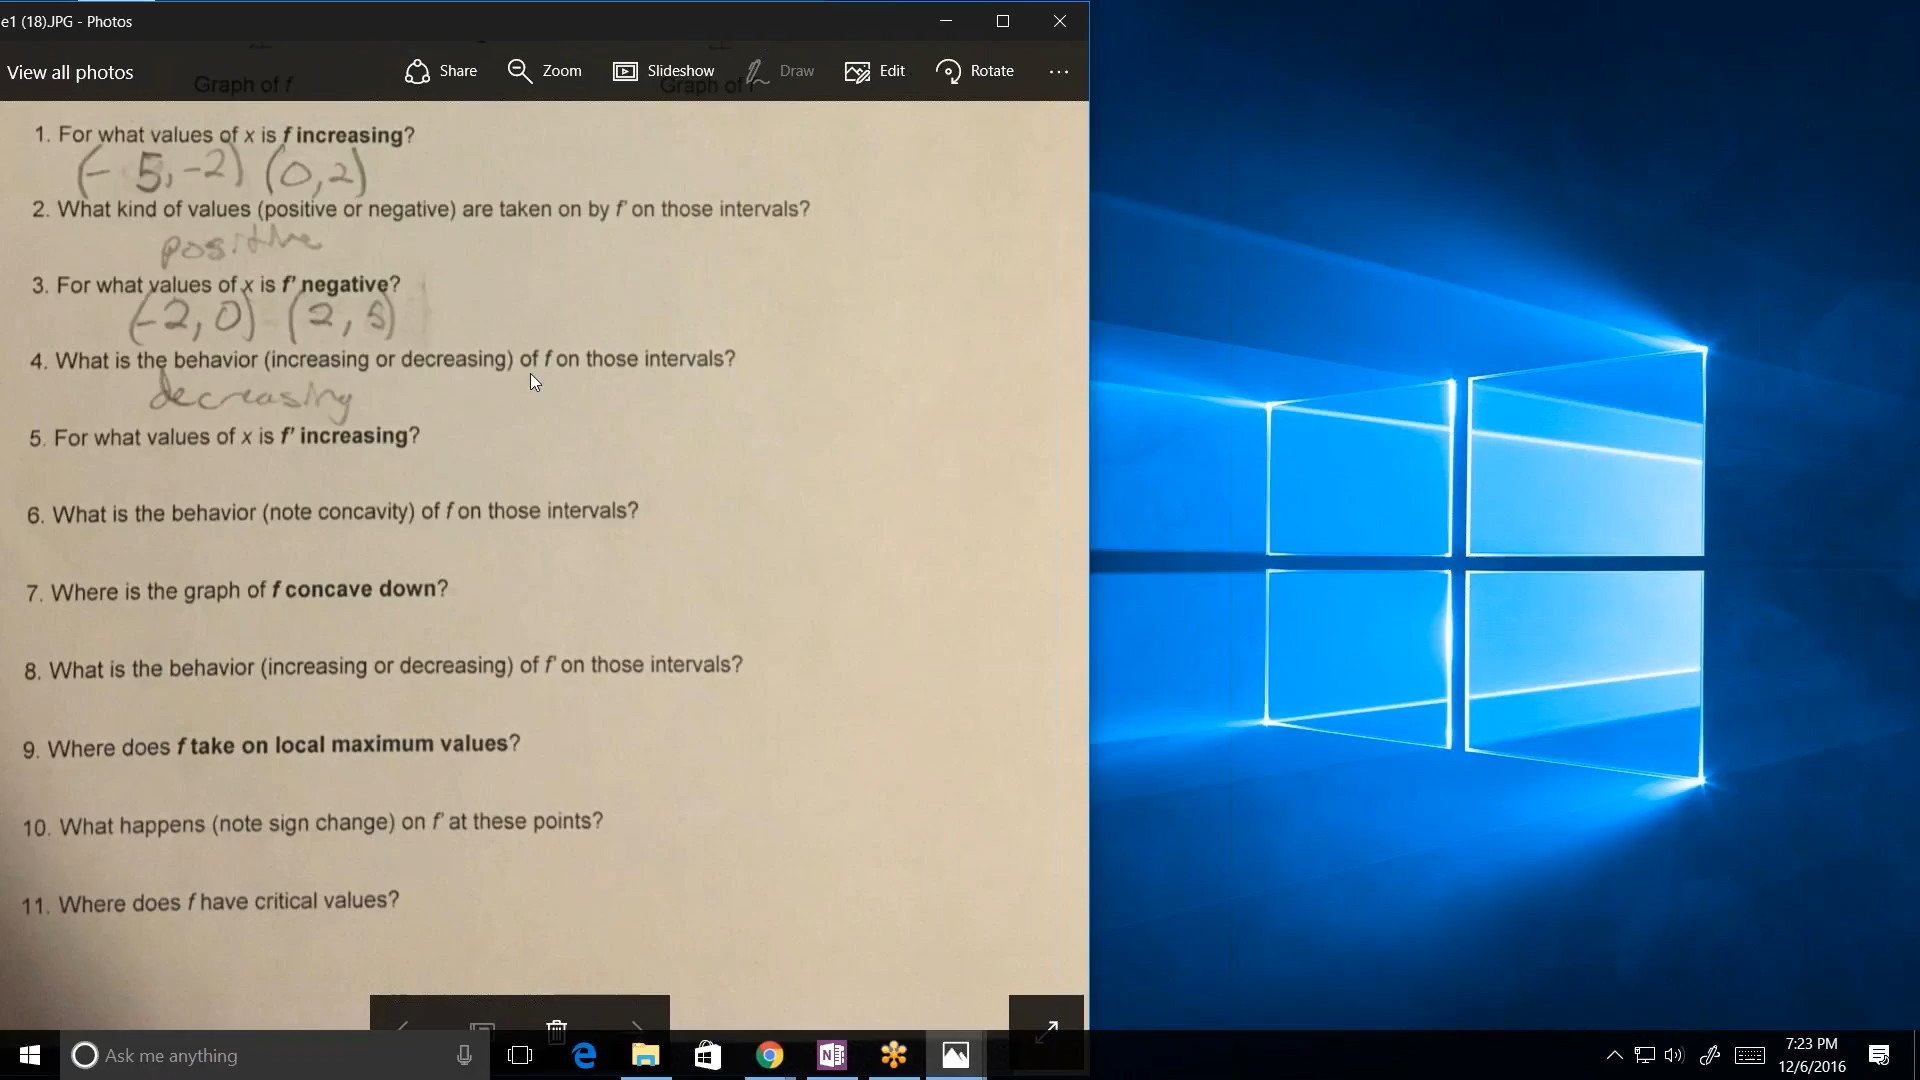 e1 (18).JPG - Photos
View all photos
Share
Zoom
Slideshow
Draw
Edit
Rotate
Graph of f
Graph of f'
1. For what values of x is f increasing?
(- 5, -2) (0, 2)
2. What kind of values (positive or negative) are taken on by f' on those intervals?
positive
3. For what values of x is f' negative?
(-2, 0) (2, 5)
4. What is the behavior (increasing or decreasing) of f on those intervals?
decreasing
5. For what values of x is f' increasing?
6. What is the behavior (note concavity) of f on those intervals?
7. Where is the graph of f concave down?
8. What is the behavior (increasing or decreasing) of f' on those intervals?
9. Where does f take on local maximum values?
10. What happens (note sign change) on f' at these points?
11. Where does f have critical values?
Ask me anything
7:23 PM
12/6/2016